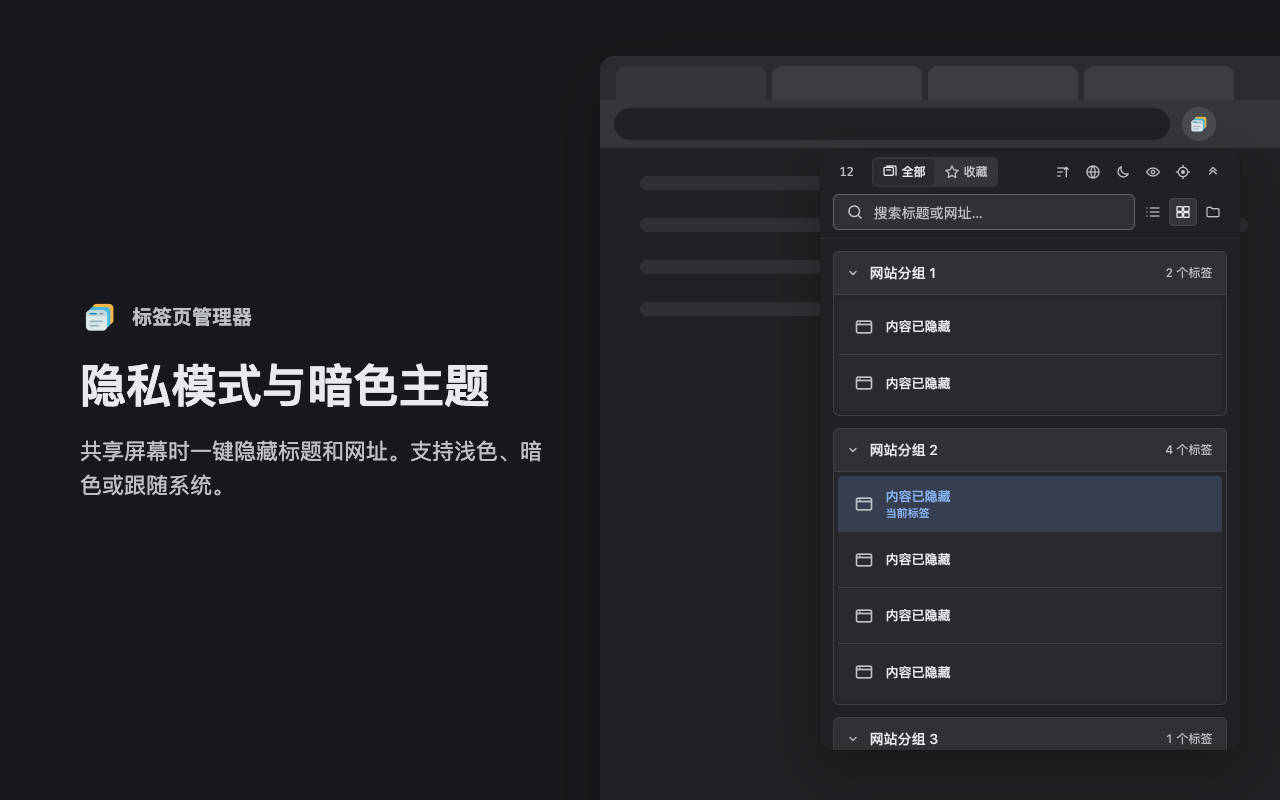 标签页管理器
隐私模式与暗色主题
共享屏幕时一键隐藏标题和网址。支持浅色、暗
色或跟随系统。
12 全部 收藏
搜索标题或网址...
网站分组 1 2 个标签
内容已隐藏
内容已隐藏
网站分组 2 4 个标签
内容已隐藏
当前标签
内容已隐藏
内容已隐藏
内容已隐藏
网站分组 3 1 个标签